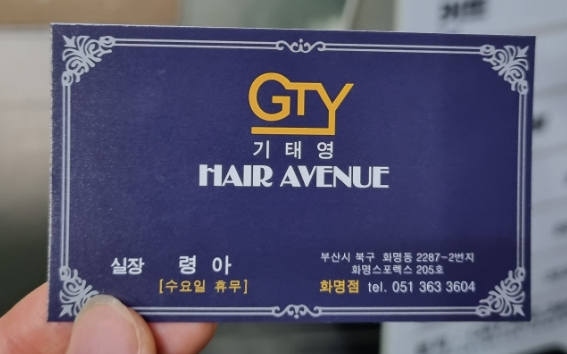 GTY
기태영
HAIR AVENUE
실장 령아
[수요일 휴무]
부산시 북구 화명동 2287-2번지
화명스포렉스 205호
화명점 tel. 051 363 3604